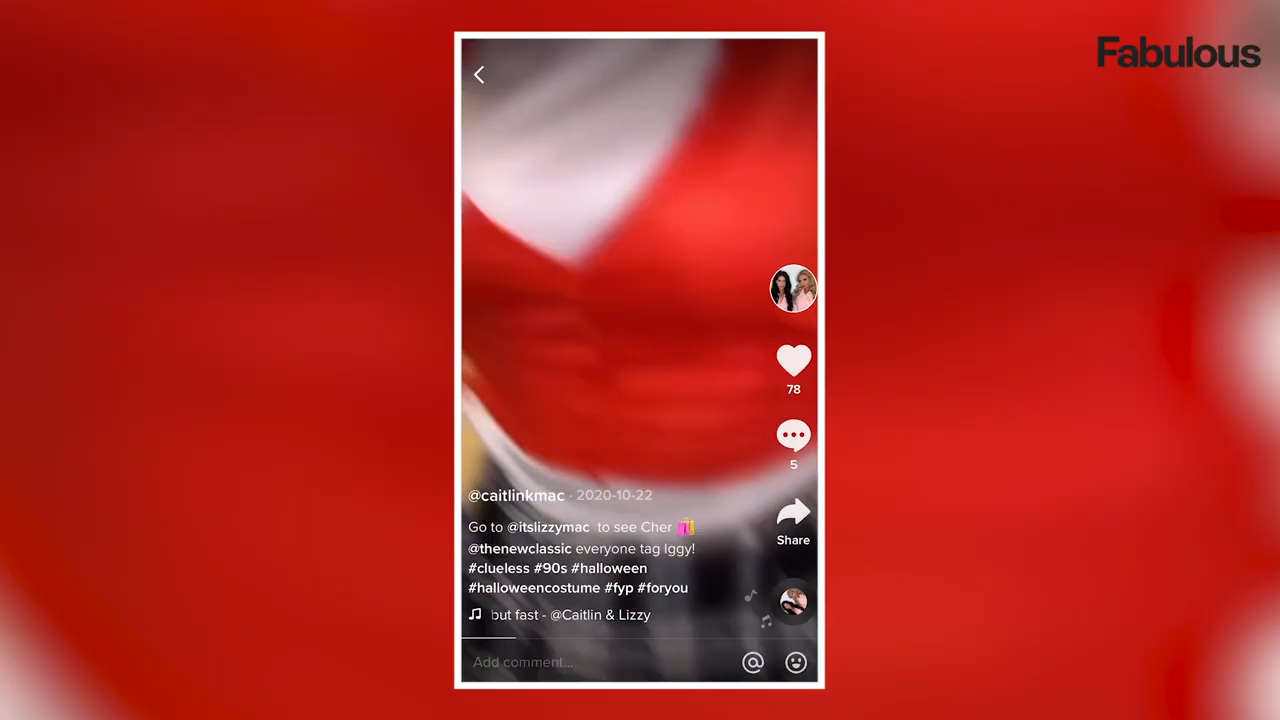 Fabulous
78
5
@caitlinkmac · 2020-10-22
Go to @itslizzymac to see Cher 🛍️
@thenewclassic everyone tag Iggy!
#clueless #90s #halloween
#halloweencostume #fyp #foryou
Share
but fast - @Caitlin & Lizzy
Add comment...